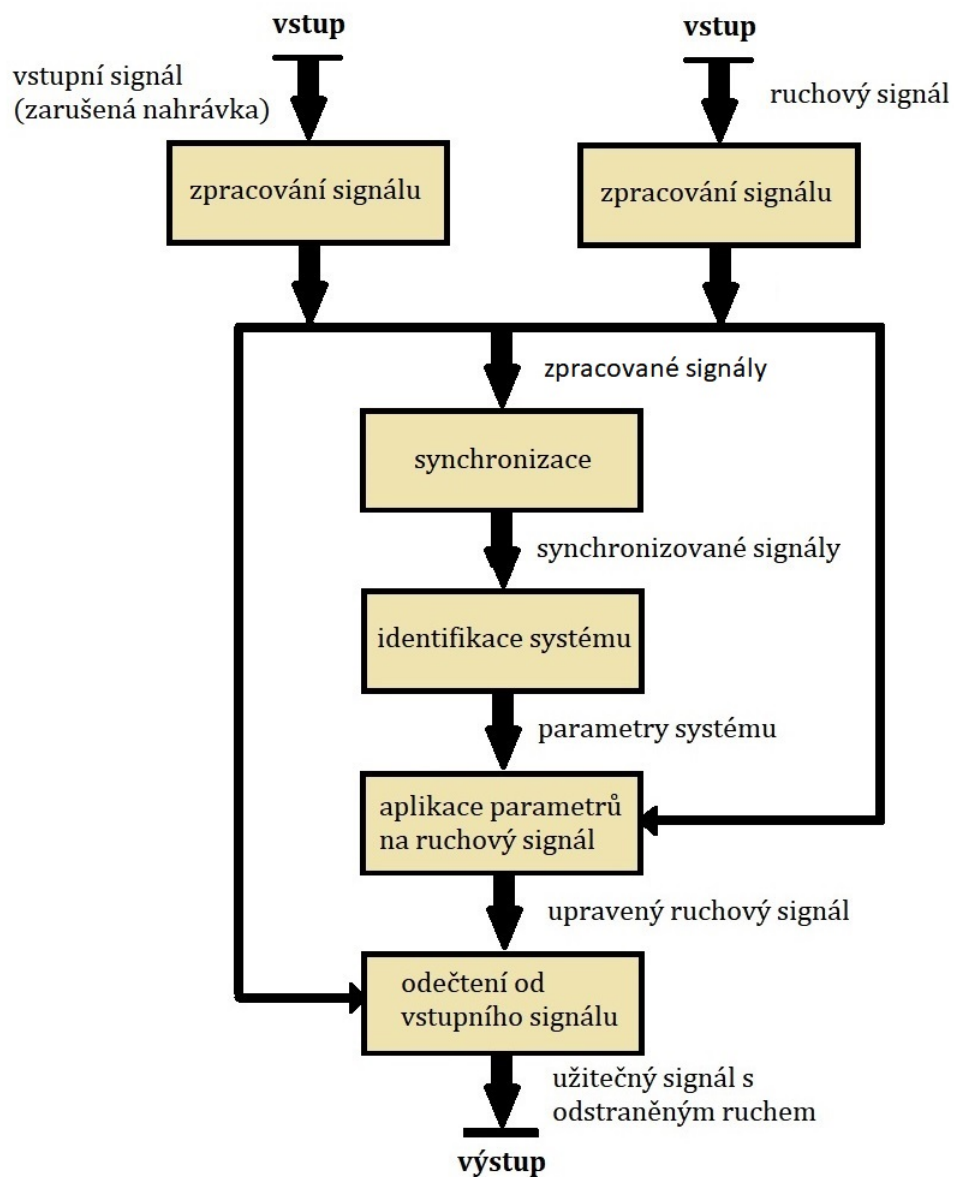 vstup
vstup
vstupní signál
(zarušená nahrávka)
ruchový signál
zpracování signálu
zpracování signálu
zpracované signály
synchronizace
synchronizované signály
identifikace systému
parametry systému
aplikace parametrů
na ruchový signál
upravený ruchový signál
odečtení od
vstupního signálu
užitečný signál s
odstraněným ruchem
výstup